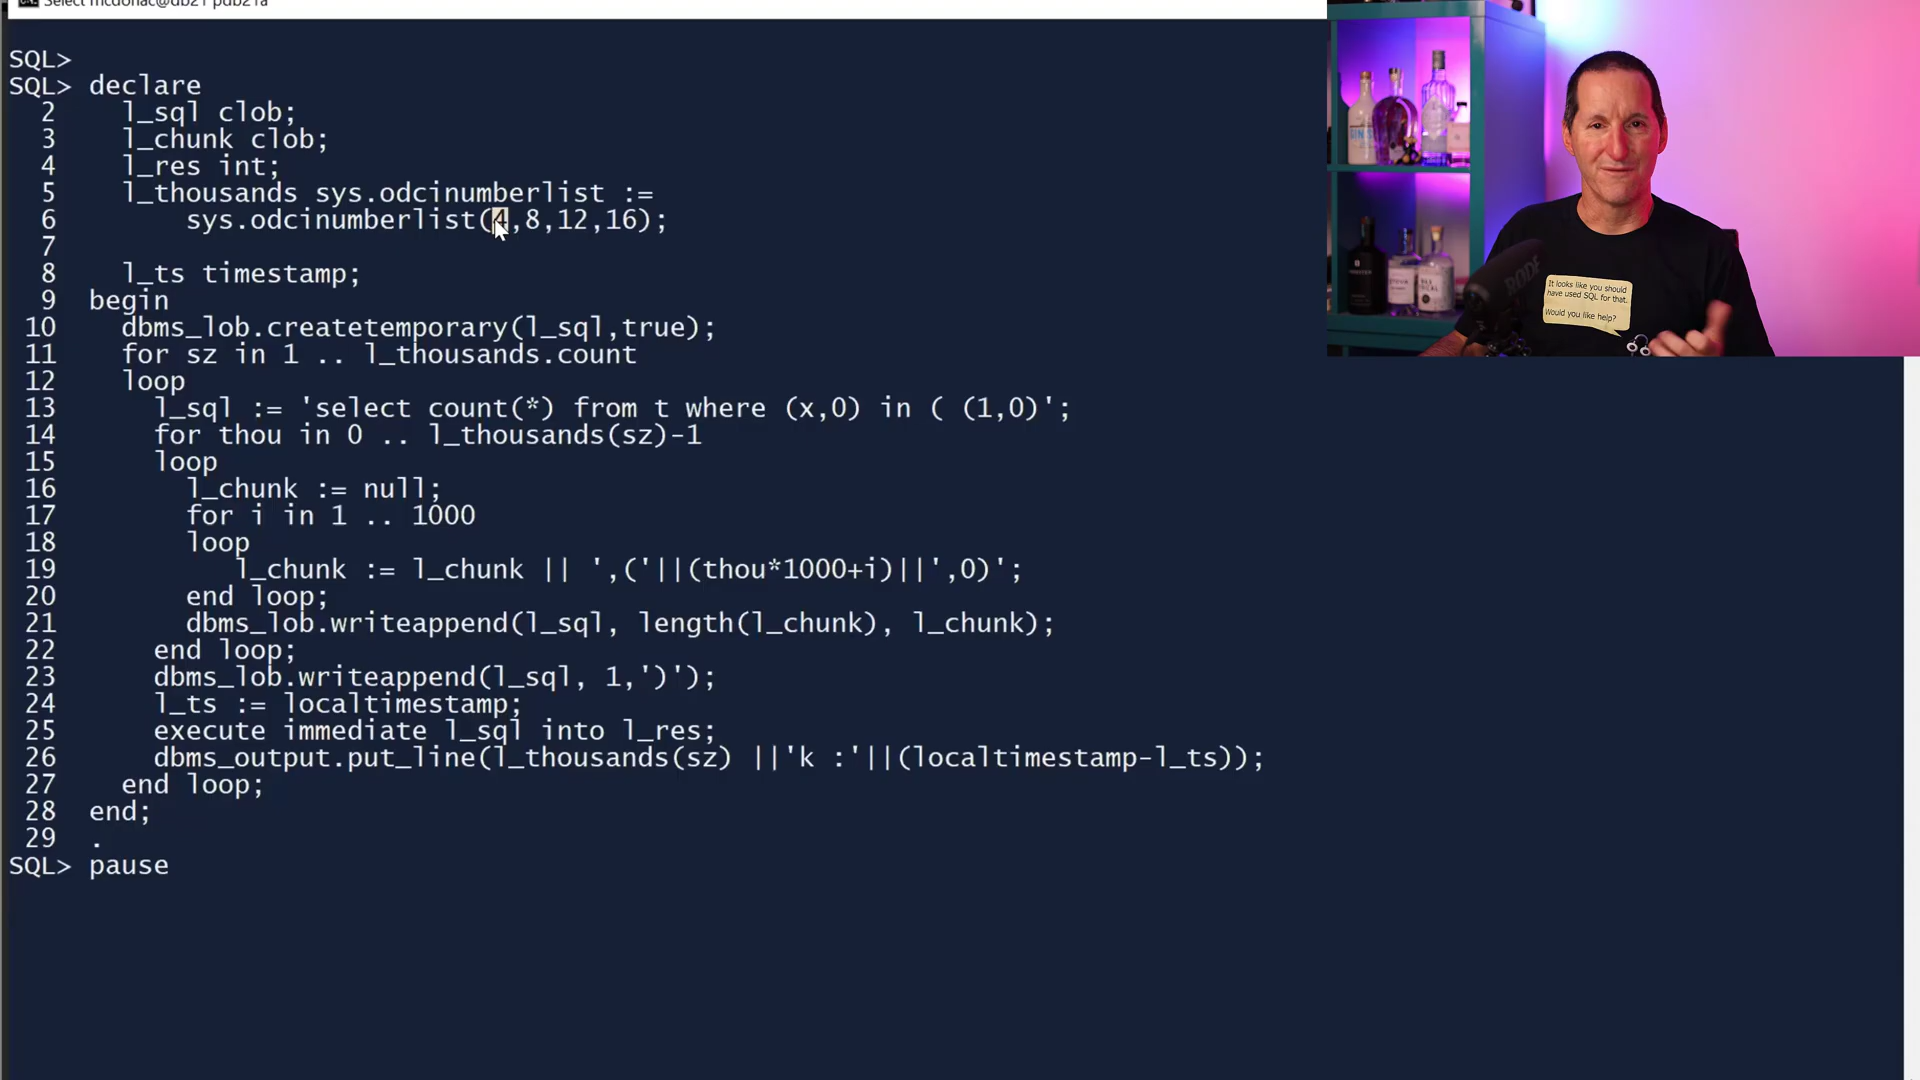 Select mcdonac@db21 pdb21a
SQL>
SQL> declare
2 l_sql clob;
3 l_chunk clob;
4 l_res int;
5 l_thousands sys.odcinumberlist :=
6 sys.odcinumberlist(4,8,12,16);
7
8 l_ts timestamp;
9 begin
10 dbms_lob.createtemporary(l_sql,true);
11 for sz in 1 .. l_thousands.count
12 loop
13 l_sql := 'select count(*) from t where (x,0) in ( (1,0)';
14 for thou in 0 .. l_thousands(sz)-1
15 loop
16 l_chunk := null;
17 for i in 1 .. 1000
18 loop
19 l_chunk := l_chunk || ',('||(thou*1000+i)||',0)';
20 end loop;
21 dbms_lob.writeappend(l_sql, length(l_chunk), l_chunk);
22 end loop;
23 dbms_lob.writeappend(l_sql, 1,')');
24 l_ts := localtimestamp;
25 execute immediate l_sql into l_res;
26 dbms_output.put_line(l_thousands(sz) ||'k :'||(localtimestamp-l_ts));
27 end loop;
28 end;
29 .
SQL> pause
It looks like you should
have used SQL for that.
Would you like help?
RODE